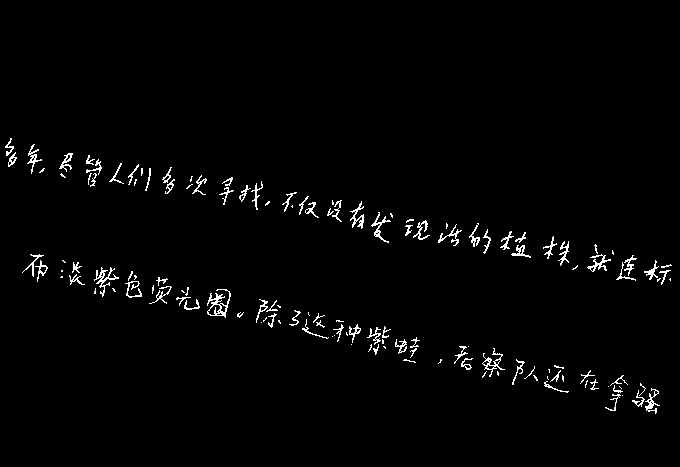 多年,尽管人们多次寻找,不仅没有发现活的植株,就连标
而淡紫色荧光圈。除了这种紫蛙,考察队还在拿骚